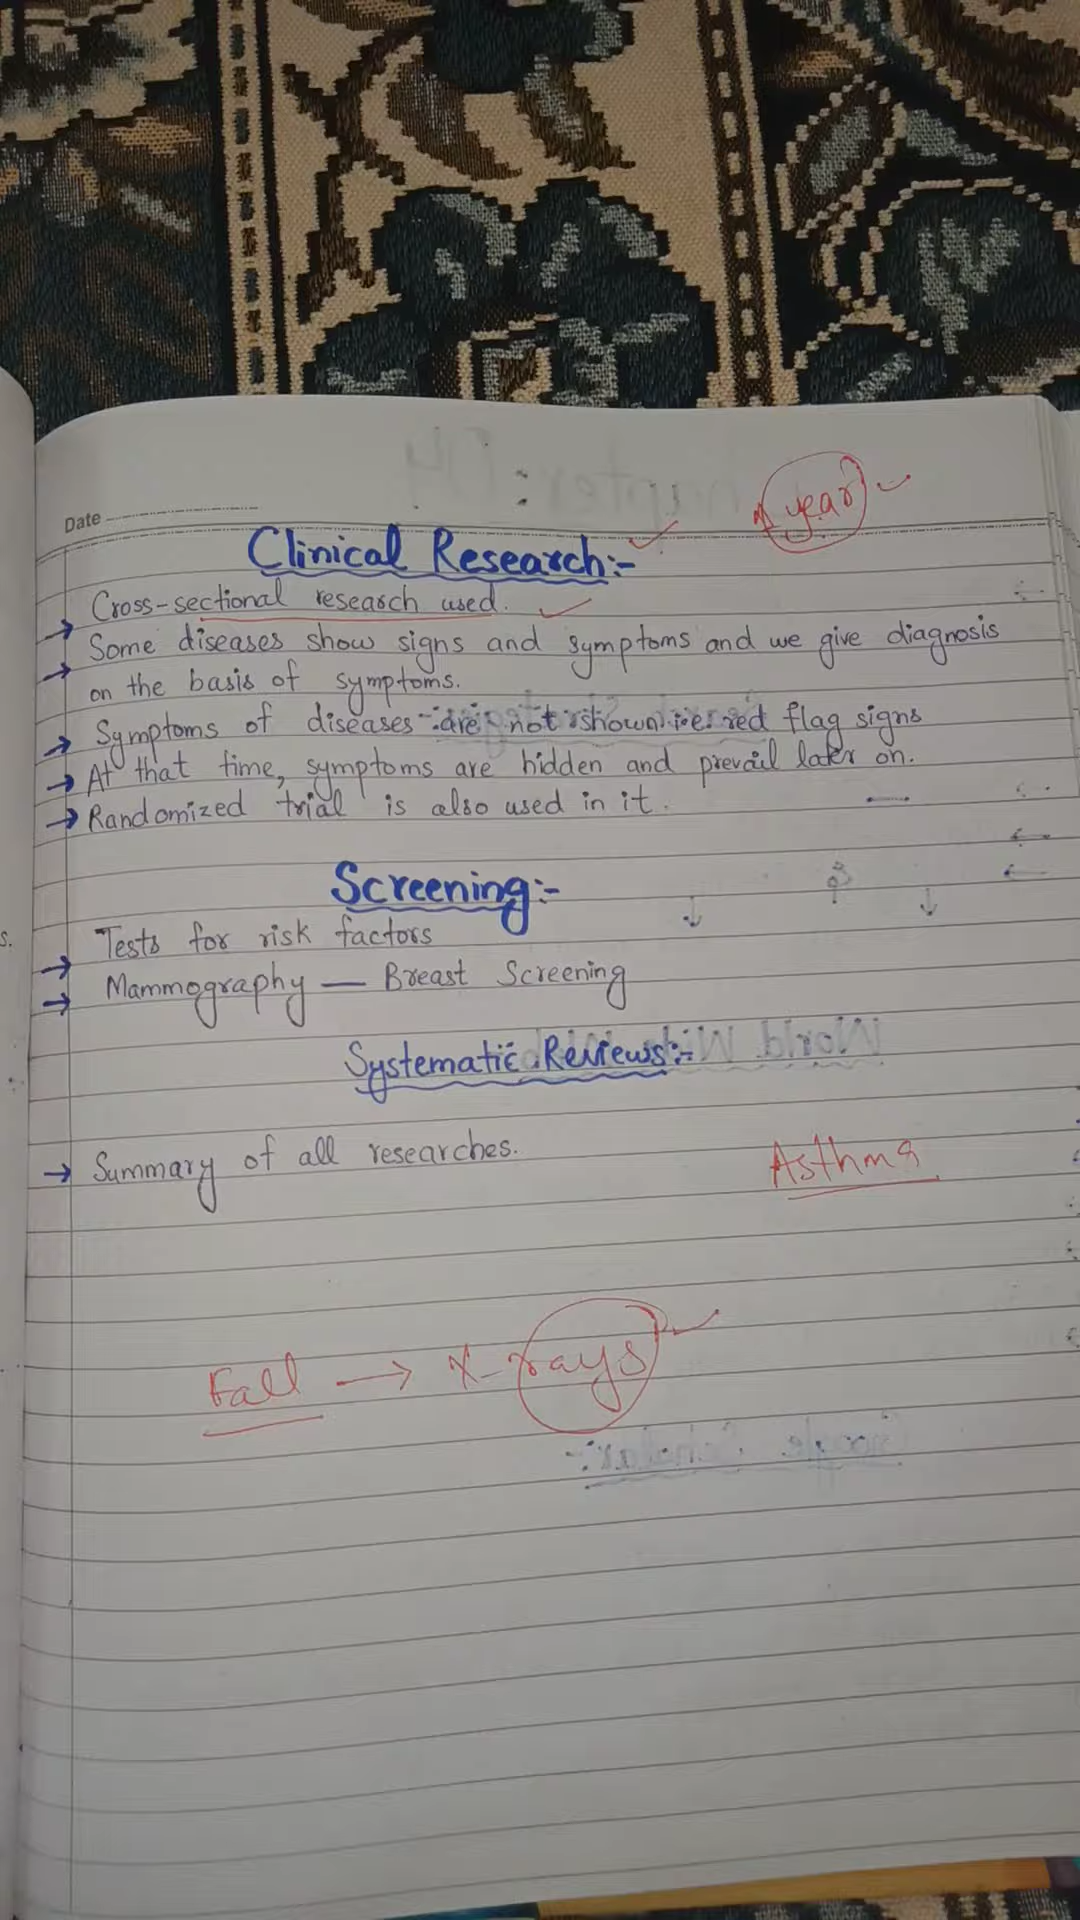 year
Date
Clinical Research:-
→ Cross-sectional research used.
→ Some diseases show signs and symptoms and we give diagnosis
on the basis of symptoms.
→ Symptoms of diseases are not shown i.e. red flag signs
→ At that time, symptoms are hidden and prevail later on.
→ Randomized trial is also used in it.
Screening:-
→ Tests for risk factors
→ Mammography — Breast Screening
Systematic Reviews:-
→ Summary of all researches.
Asthma
Fall → X-rays